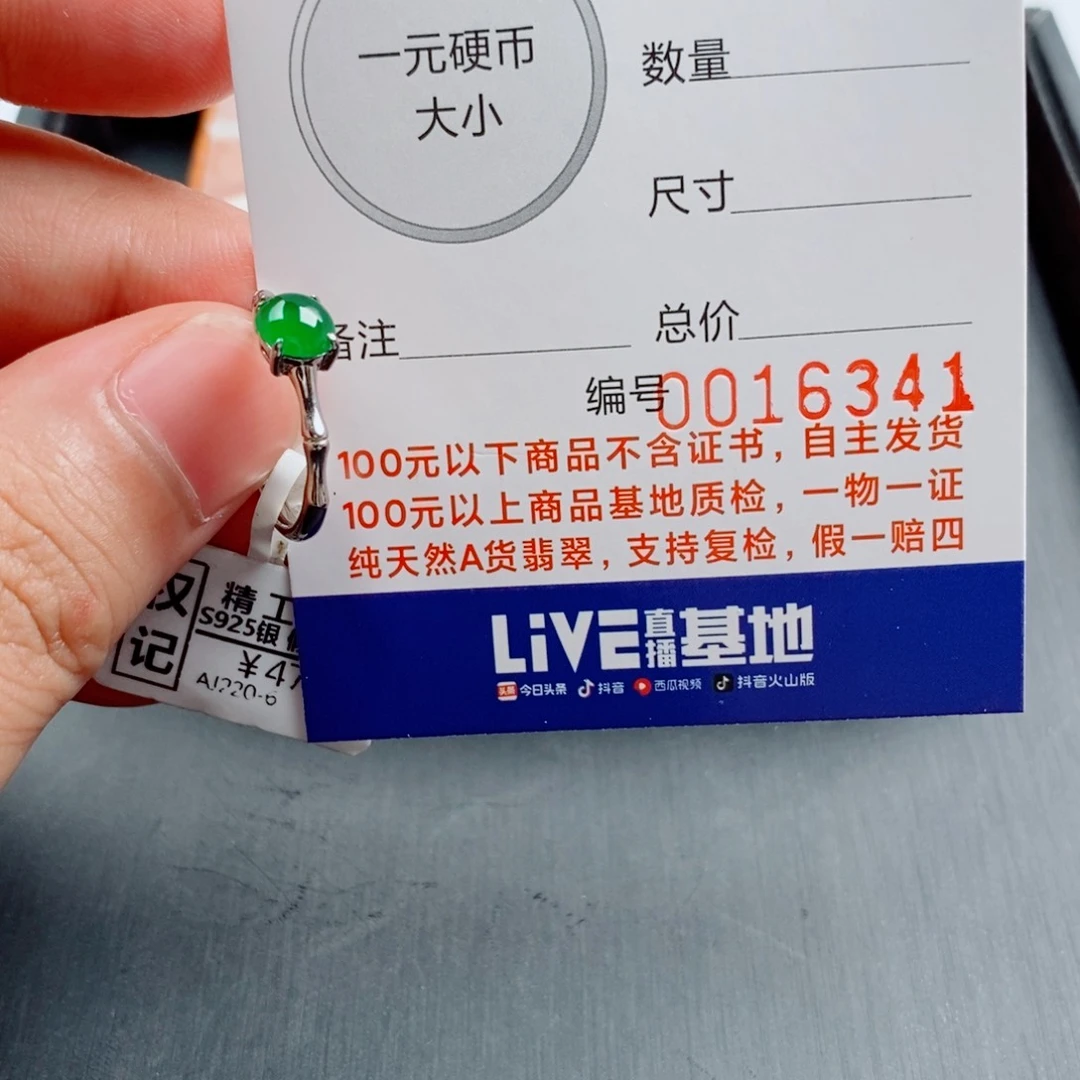 一元硬币
大小
数量
尺寸
备注
总价
编号0016341
100元以下商品不含证书，自主发货
100元以上商品基地质检，一物一证
纯天然A货翡翠，支持复检，假一赔四
LiVE直播基地
头条 今日头条 抖音 西瓜视频 抖音火山版
记
精工
S925银
¥47
A1220-6